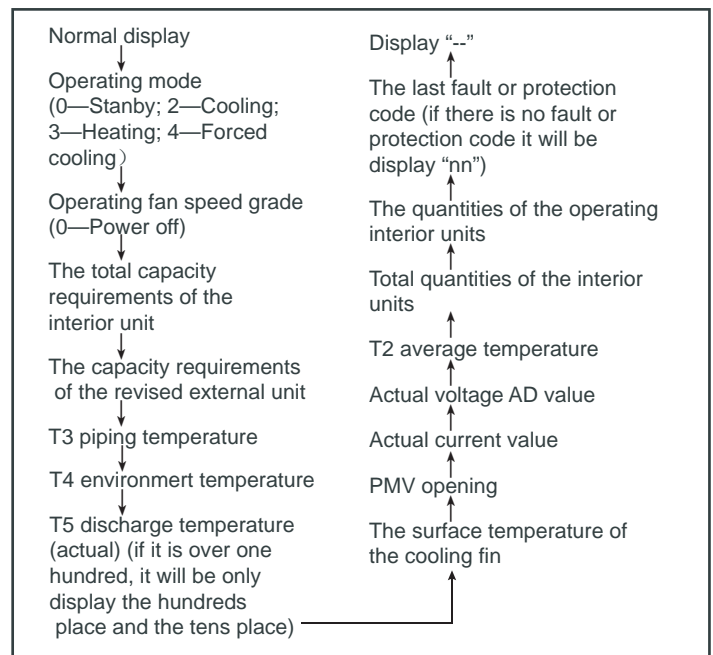 Normal display
Operating mode
(0—Stanby; 2—Cooling;
3—Heating; 4—Forced
cooling）
Operating fan speed grade
(0—Power off)
The total capacity
requirements of the
interior unit
The capacity requirements
of the revised external unit
T3 piping temperature
T4 environmert temperature
T5 discharge temperature
(actual) (if it is over one
hundred, it will be only
display the hundreds
place and the tens place)
The surface temperature of
the cooling fin
PMV opening
Actual current value
Actual voltage AD value
T2 average temperature
Total quantities of the interior
units
The quantities of the operating
interior units
The last fault or protection
code (if there is no fault or
protection code it will be
display “nn”)
Display “--”